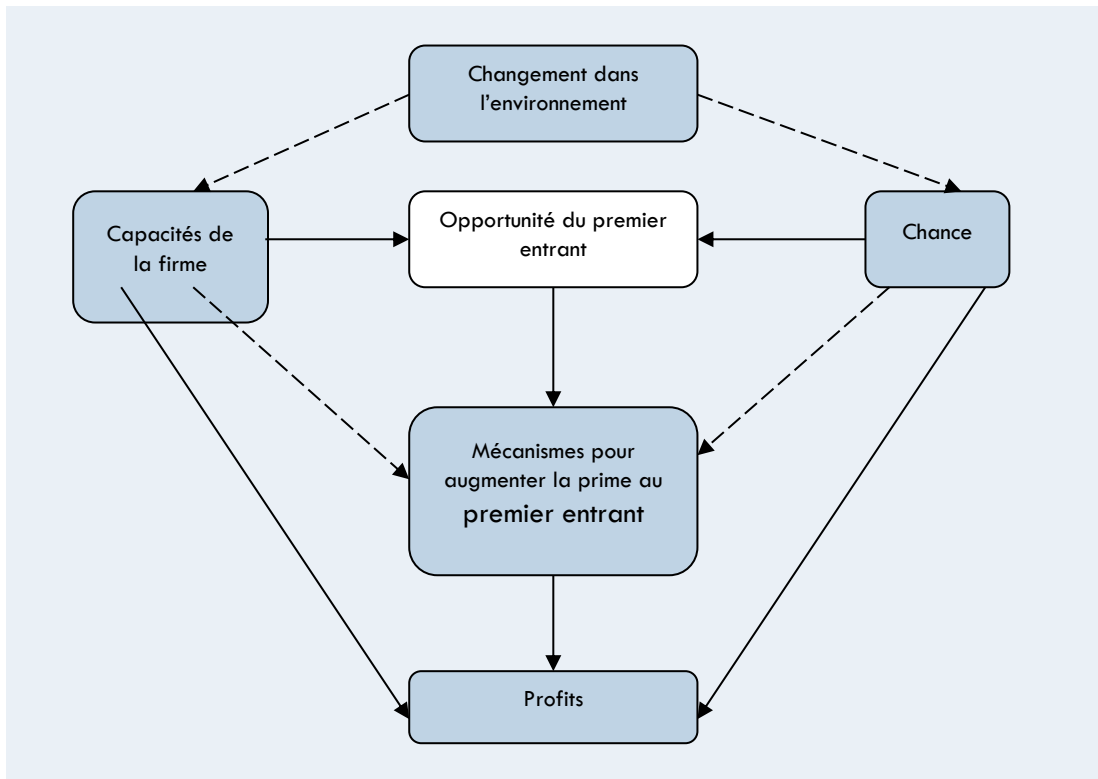 Changement dans
l’environnement
Capacités de
la firme
Opportunité du premier
entrant
Chance
Mécanismes pour
augmenter la prime au
premier entrant
Profits